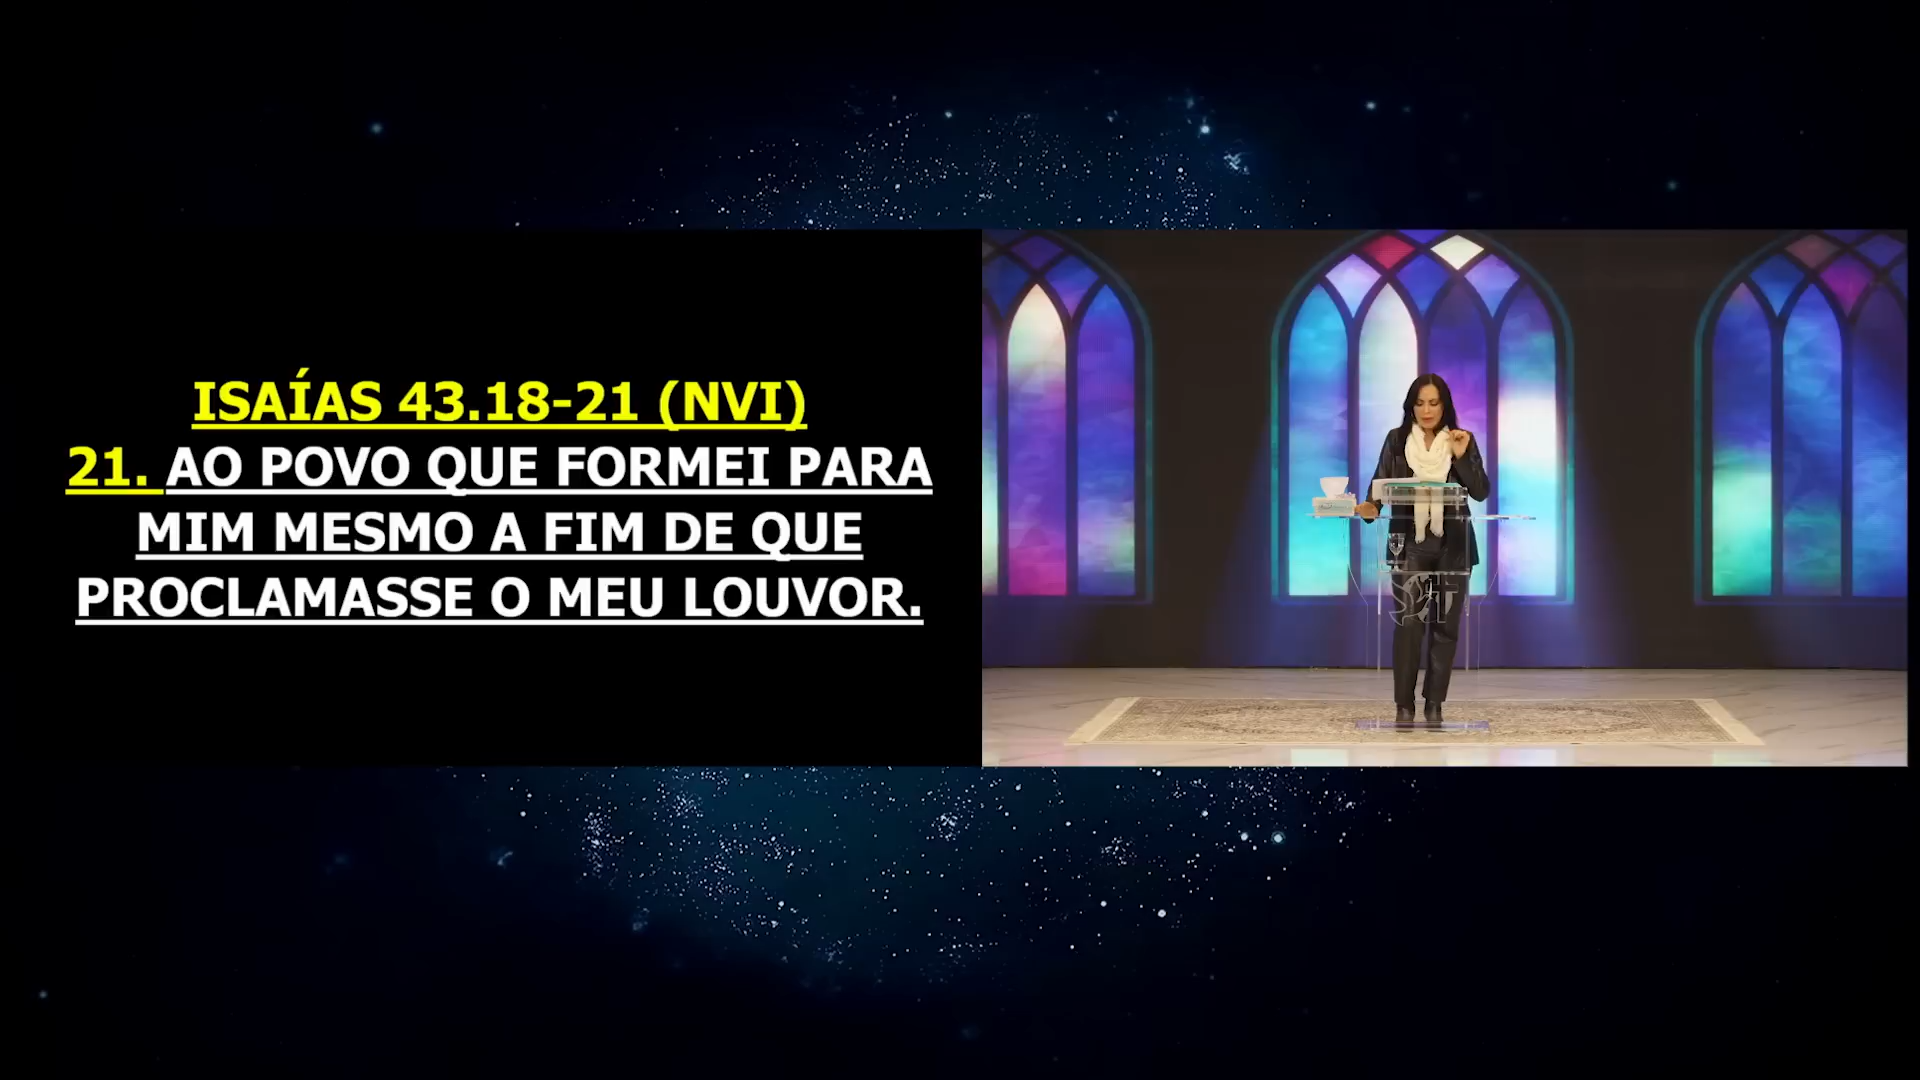 ISAÍAS 43.18-21 (NVI)
21. AO POVO QUE FORMEI PARA
MIM MESMO A FIM DE QUE
PROCLAMASSE O MEU LOUVOR.